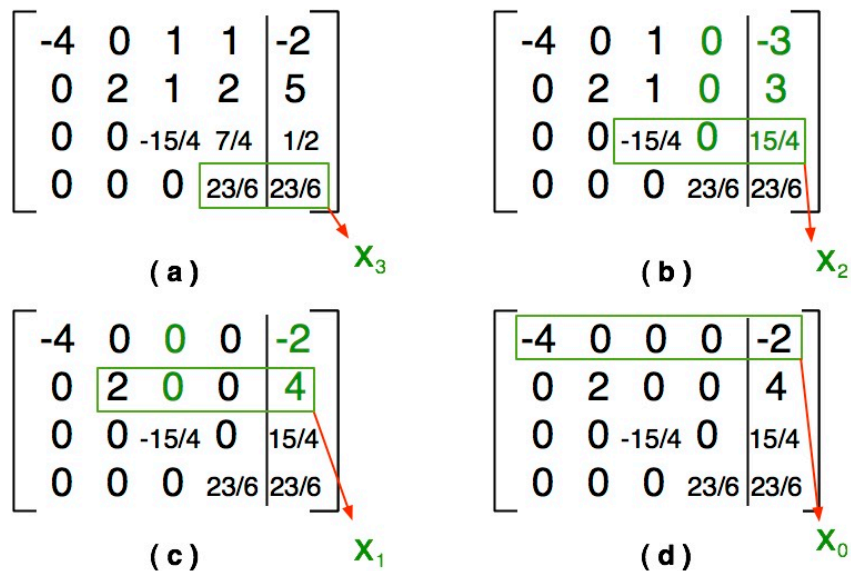 -4 0 1 1 -2
0 2 1 2 5
0 0 -15/4 7/4 1/2
0 0 0 23/6 23/6
x3
(a)
-4 0 1 0 -3
0 2 1 0 3
0 0 -15/4 0 15/4
0 0 0 23/6 23/6
x2
(b)
-4 0 0 0 -2
0 2 0 0 4
0 0 -15/4 0 15/4
0 0 0 23/6 23/6
x1
(c)
-4 0 0 0 -2
0 2 0 0 4
0 0 -15/4 0 15/4
0 0 0 23/6 23/6
x0
(d)